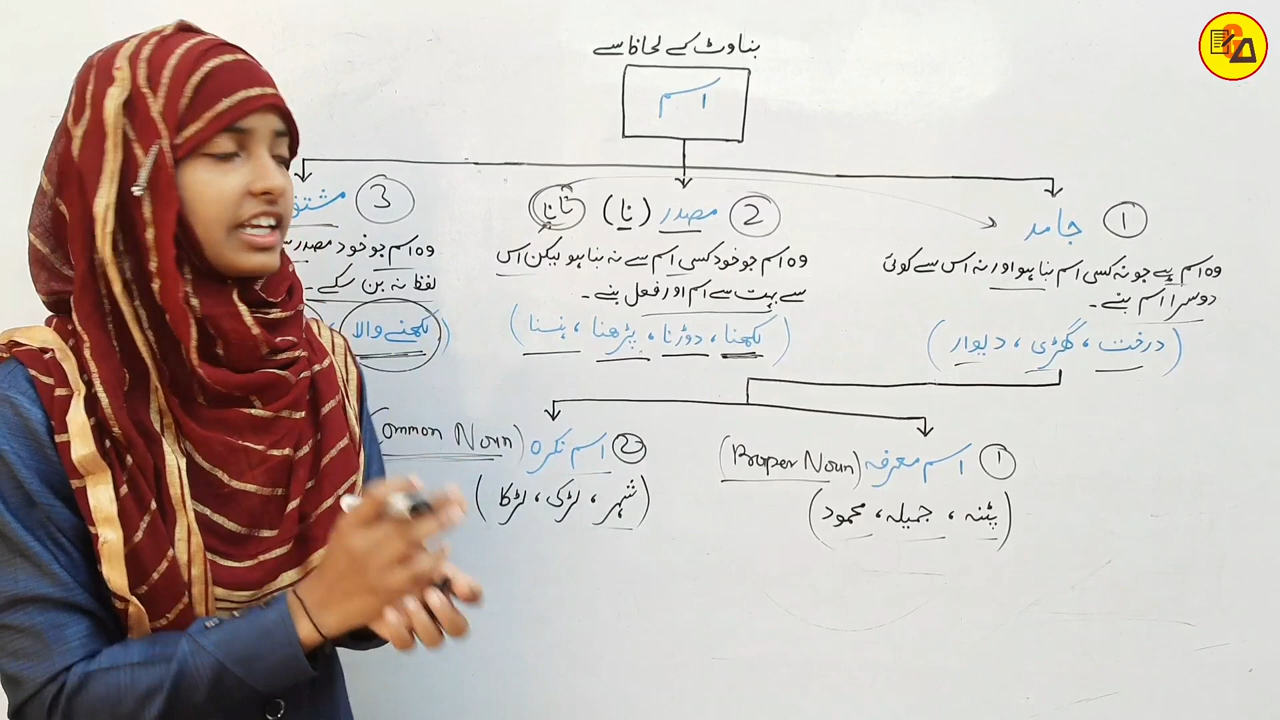 بناوٹ کے لحاظ سے
اسم
① جامد
وہ اسم ہے جو نہ کسی اسم بنا ہو اور نہ اس سے کوئی
دوسرا اسم بنے۔
(درخت، گھڑی، دیوار)
② مصدر (نا) تانا
وہ اسم جو خود کسی اسم سے نہ بنا ہو لیکن اس
سے بہت سے اسم اور فعل بنے۔
(لکھنا، دوڑنا، پڑھنا، ہنسنا)
③ مشتق
وہ اسم جو خود مصدر
لفظ نہ بن سکے۔
(لکھنے والا
① اسم معرفہ (Proper Noun)
(پٹنہ، جمیلہ، محمود)
② اسم نکرہ (Common Noun)
(شہر، لڑکی، لڑکا)